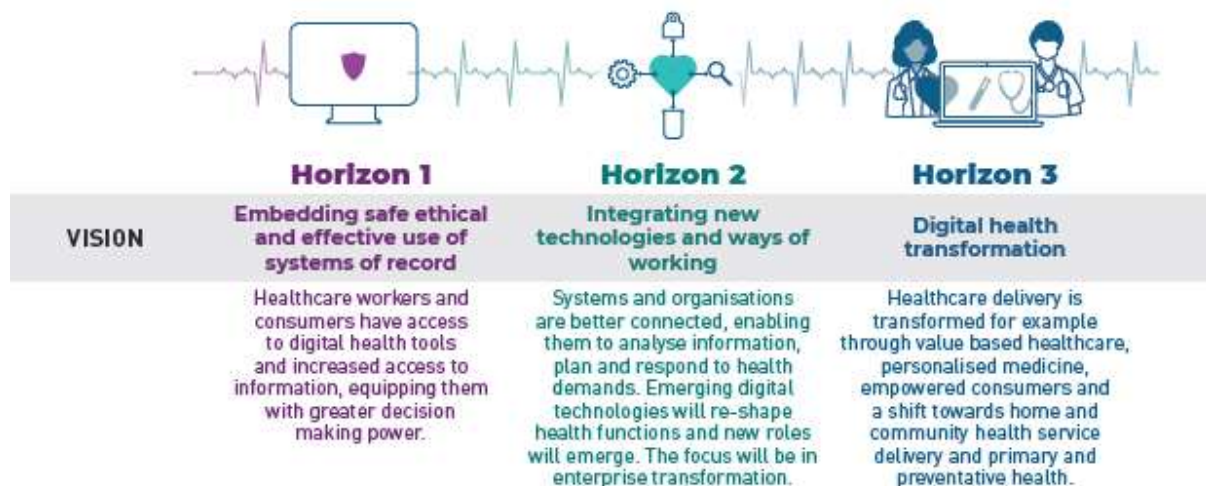 Horizon 1
Horizon 2
Horizon 3
VISION
Embedding safe ethical
and effective use of
systems of record
Integrating new
technologies and ways of
working
Digital health
transformation
Healthcare workers and
consumers have access
to digital health tools
and increased access to
information, equipping them
with greater decision
making power.
Systems and organisations
are better connected, enabling
them to analyse information,
plan and respond to health
demands. Emerging digital
technologies will re-shape
health functions and new roles
will emerge. The focus will be in
enterprise transformation.
Healthcare delivery is
transformed for example
through value based healthcare,
personalised medicine,
empowered consumers and
a shift towards home and
community health service
delivery and primary and
preventative health.